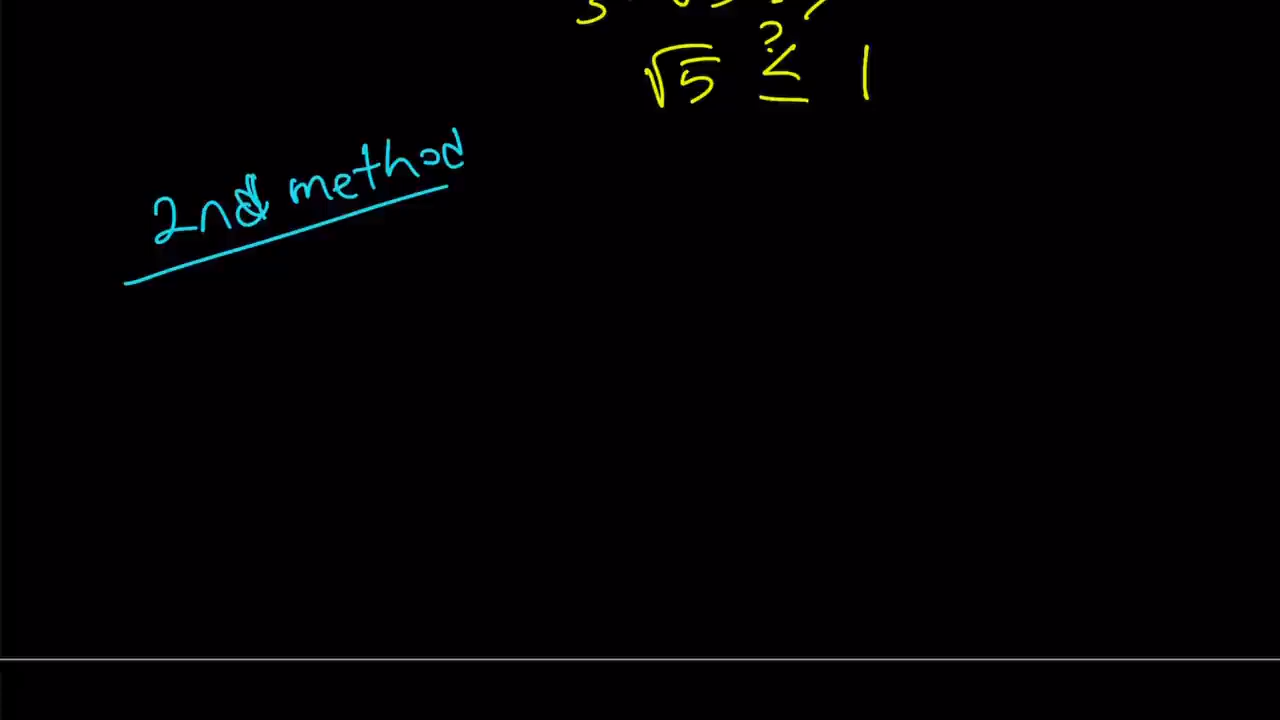 √5 ≤ 1
?
2nd method